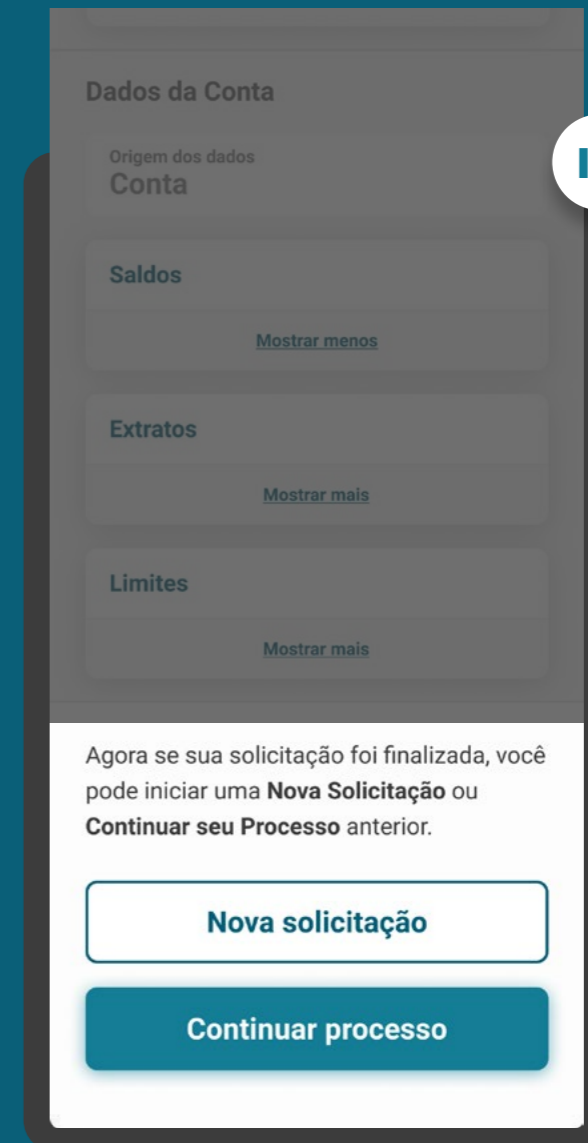 Dados da Conta
Origem dos dados
Conta
Saldos
Mostrar menos
Extratos
Mostrar mais
Limites
Mostrar mais
Agora se sua solicitação foi finalizada, você
pode iniciar uma Nova Solicitação ou
Continuar seu Processo anterior.
Nova solicitação
Continuar processo